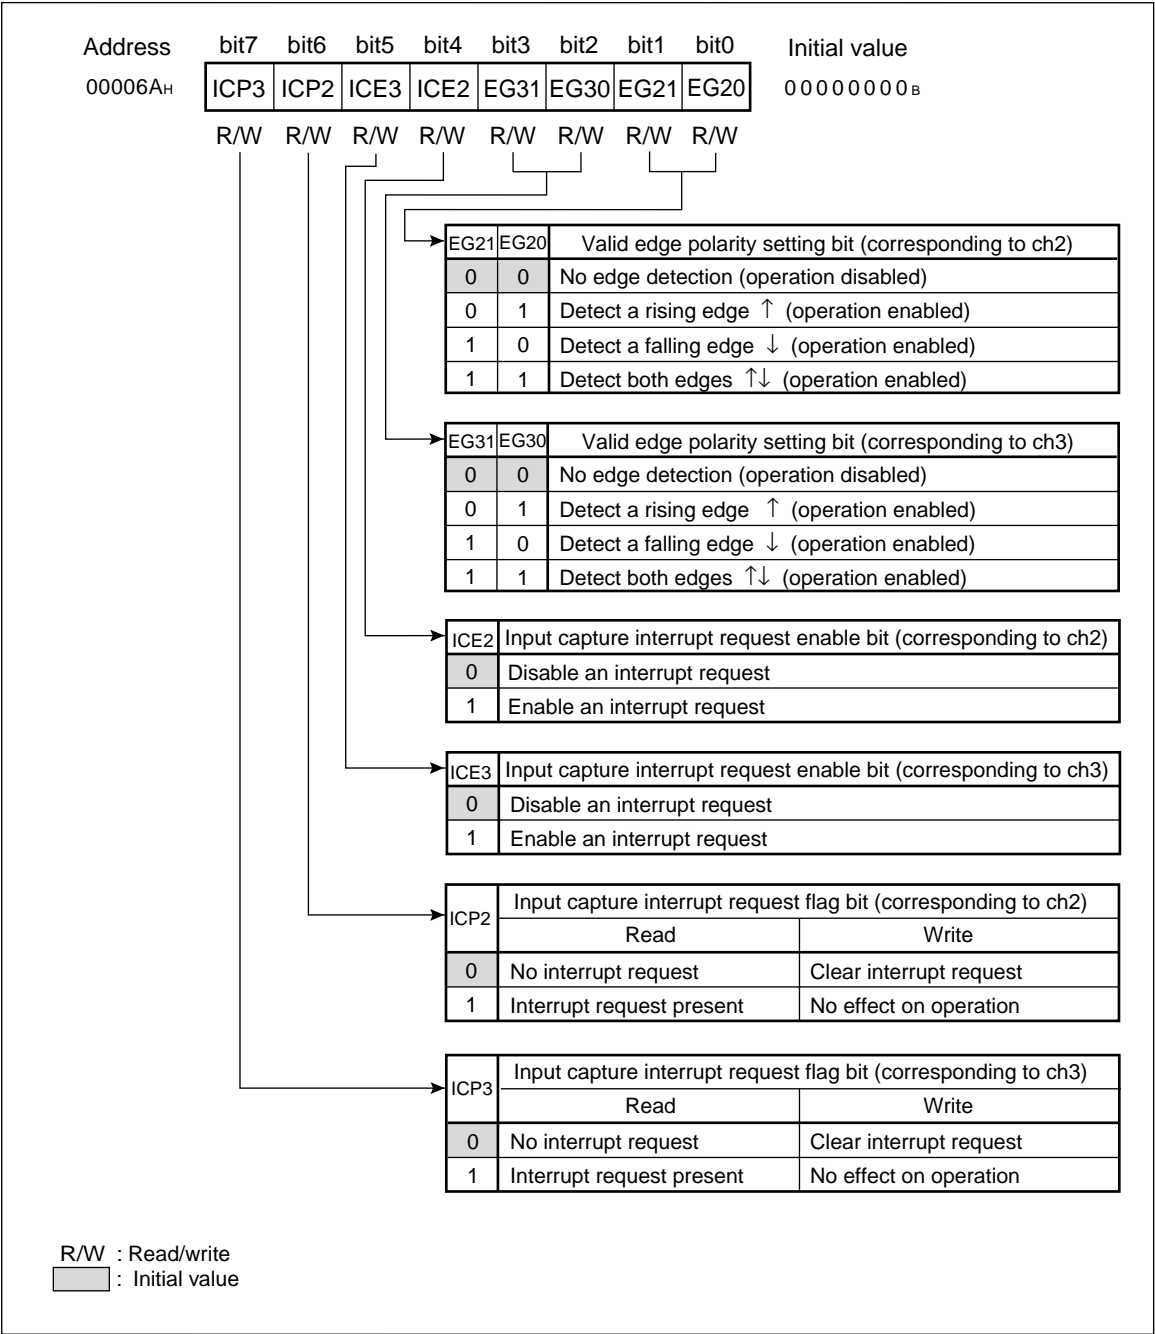 Address bit7 bit6 bit5 bit4 bit3 bit2 bit1 bit0 Initial value
00006AH ICP3 ICP2 ICE3 ICE2 EG31 EG30 EG21 EG20 00000000B
R/W R/W R/W R/W R/W R/W R/W R/W
EG21 EG20 Valid edge polarity setting bit (corresponding to ch2)
0 0 No edge detection (operation disabled)
0 1 Detect a rising edge ↑ (operation enabled)
1 0 Detect a falling edge ↓ (operation enabled)
1 1 Detect both edges ↑↓ (operation enabled)
EG31 EG30 Valid edge polarity setting bit (corresponding to ch3)
0 0 No edge detection (operation disabled)
0 1 Detect a rising edge ↑ (operation enabled)
1 0 Detect a falling edge ↓ (operation enabled)
1 1 Detect both edges ↑↓ (operation enabled)
ICE2 Input capture interrupt request enable bit (corresponding to ch2)
0 Disable an interrupt request
1 Enable an interrupt request
ICE3 Input capture interrupt request enable bit (corresponding to ch3)
0 Disable an interrupt request
1 Enable an interrupt request
ICP2 Input capture interrupt request flag bit (corresponding to ch2)
Read Write
0 No interrupt request Clear interrupt request
1 Interrupt request present No effect on operation
ICP3 Input capture interrupt request flag bit (corresponding to ch3)
Read Write
0 No interrupt request Clear interrupt request
1 Interrupt request present No effect on operation
R/W : Read/write
: Initial value